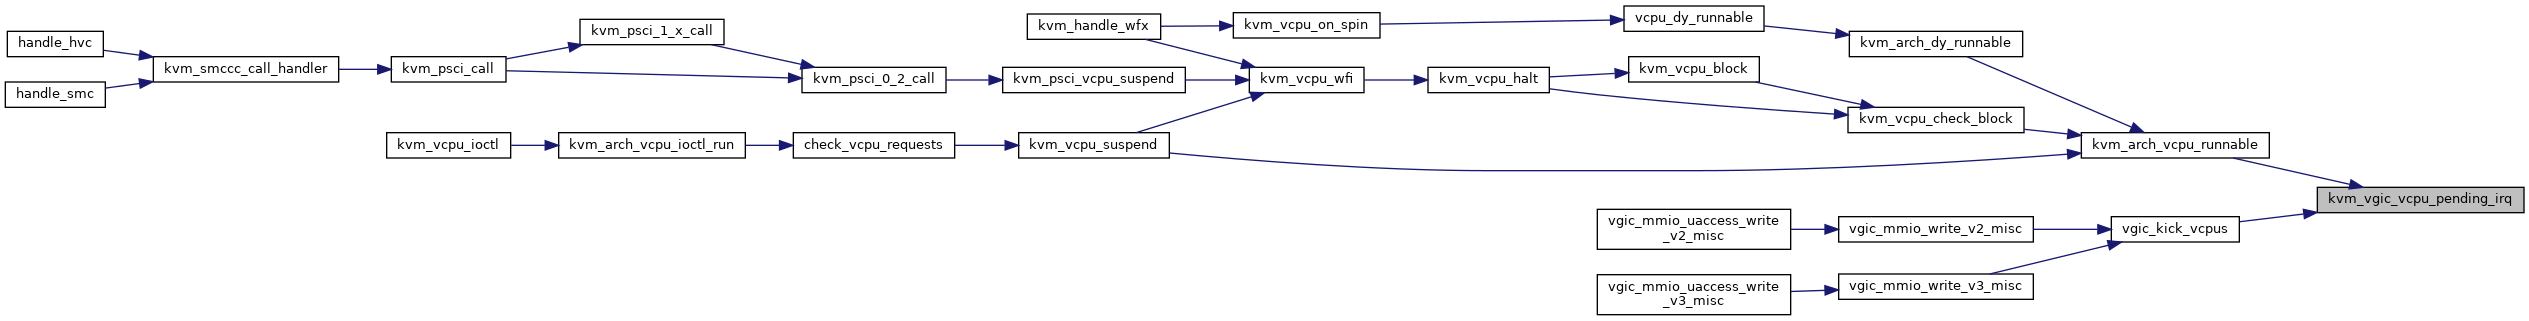 handle_hvc
handle_smc
kvm_smccc_call_handler
kvm_psci_call
kvm_psci_1_x_call
kvm_psci_0_2_call
kvm_vcpu_ioctl
kvm_arch_vcpu_ioctl_run
check_vcpu_requests
kvm_handle_wfx
kvm_psci_vcpu_suspend
kvm_vcpu_suspend
kvm_vcpu_on_spin
kvm_vcpu_wfi
kvm_vcpu_halt
vcpu_dy_runnable
kvm_vcpu_block
kvm_arch_dy_runnable
kvm_vcpu_check_block
kvm_arch_vcpu_runnable
kvm_vgic_vcpu_pending_irq
vgic_mmio_uaccess_write
_v2_misc
vgic_mmio_write_v2_misc
vgic_kick_vcpus
vgic_mmio_uaccess_write
_v3_misc
vgic_mmio_write_v3_misc